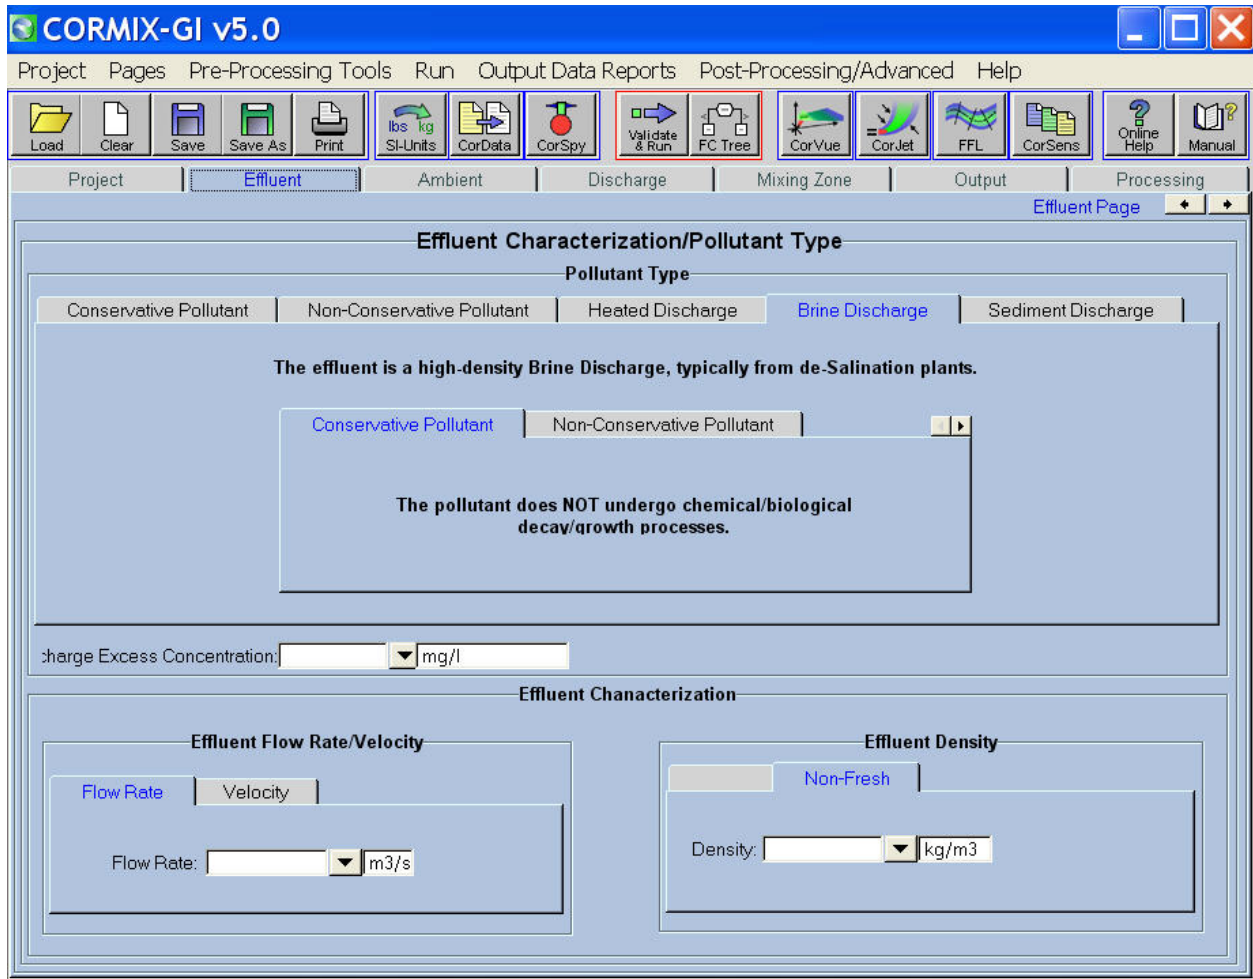 CORMIX-GI v5.0
Project Pages Pre-Processing Tools Run Output Data Reports Post-Processing/Advanced Help
lbs kg
Load Clear Save Save As Print SI-Units CorData CorSpy Validate & Run FC Tree CorVue CorJet FFL CorSens Online Help Manual
Project Effluent Ambient Discharge Mixing Zone Output Processing
Effluent Page
Effluent Characterization/Pollutant Type
Pollutant Type
Conservative Pollutant Non-Conservative Pollutant Heated Discharge Brine Discharge Sediment Discharge
The effluent is a high-density Brine Discharge, typically from de-Salination plants.
Conservative Pollutant Non-Conservative Pollutant
The pollutant does NOT undergo chemical/biological
decay/growth processes.
charge Excess Concentration: mg/l
Effluent Chanacterization
Effluent Flow Rate/Velocity Effluent Density
Flow Rate Velocity Non-Fresh
Flow Rate: m3/s Density: kg/m3